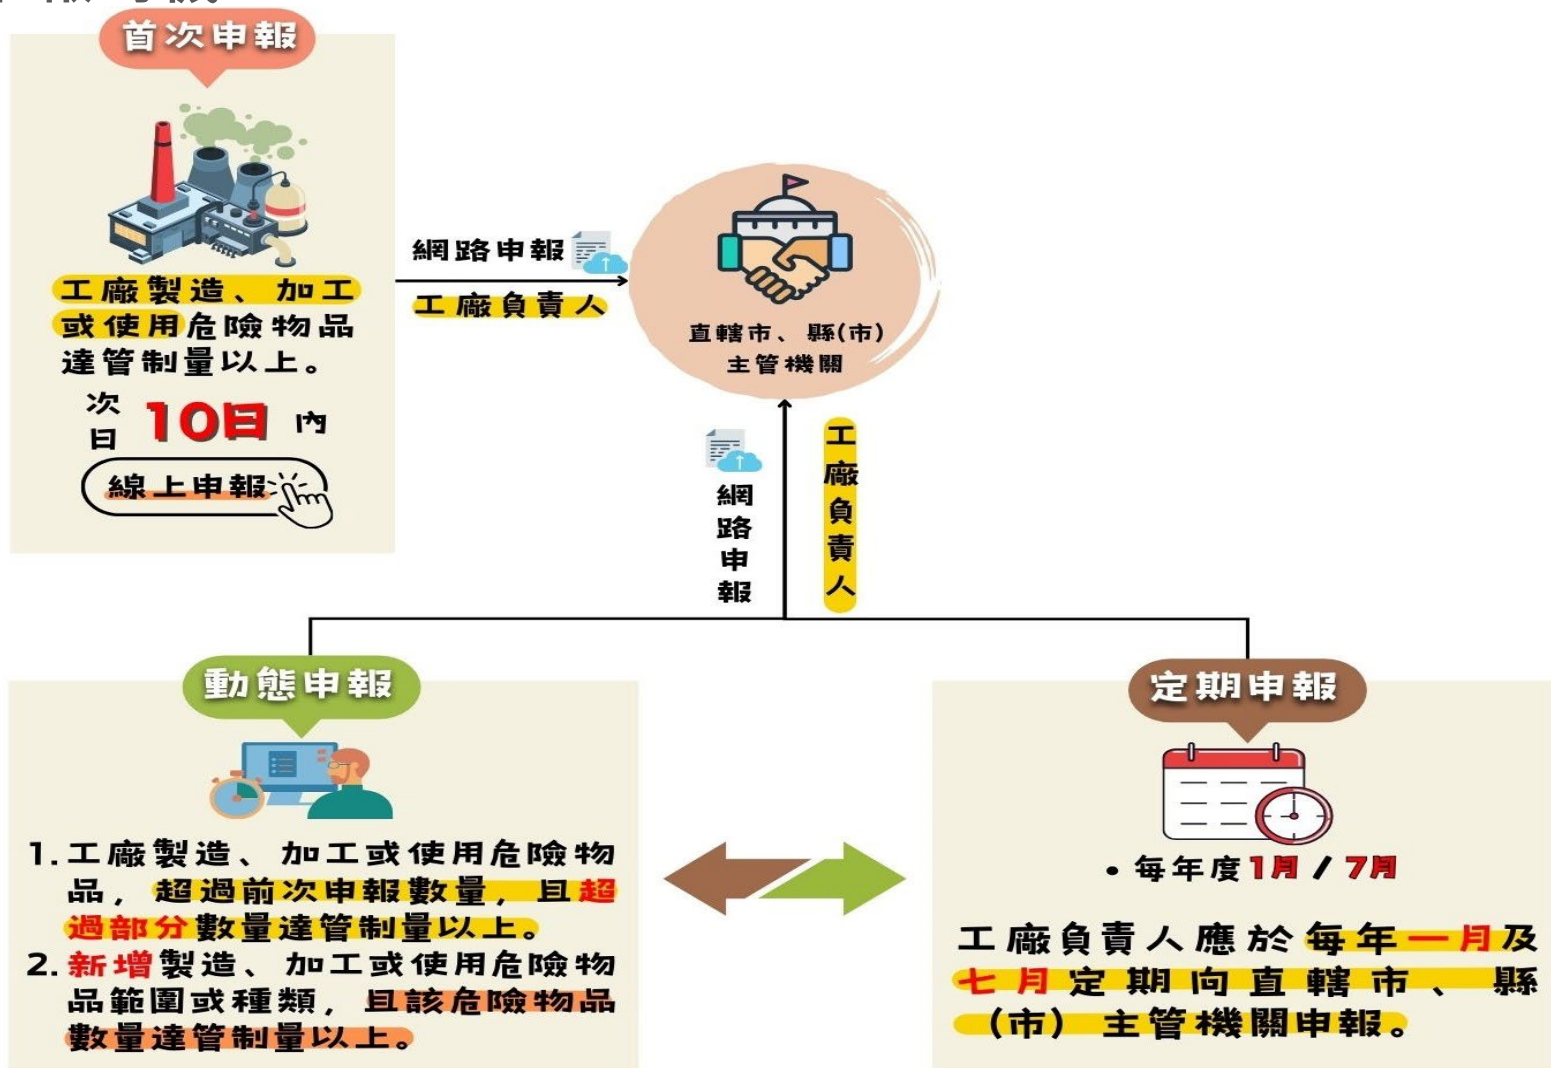 首次申報
工廠製造、加工
或使用危險物品
達管制量以上。
次日 10日 內
線上申報
網路申報
工廠負責人
直轄市、縣(市)
主管機關
網路申報
工廠負責人
動態申報
1. 工廠製造、加工或使用危險物
品，超過前次申報數量，且超
過部分數量達管制量以上。
2. 新增製造、加工或使用危險物
品範圍或種類，且該危險物品
數量達管制量以上。
定期申報
• 每年度1月 / 7月
工廠負責人應於每年一月及
七月定期向直轄市、縣
（市）主管機關申報。